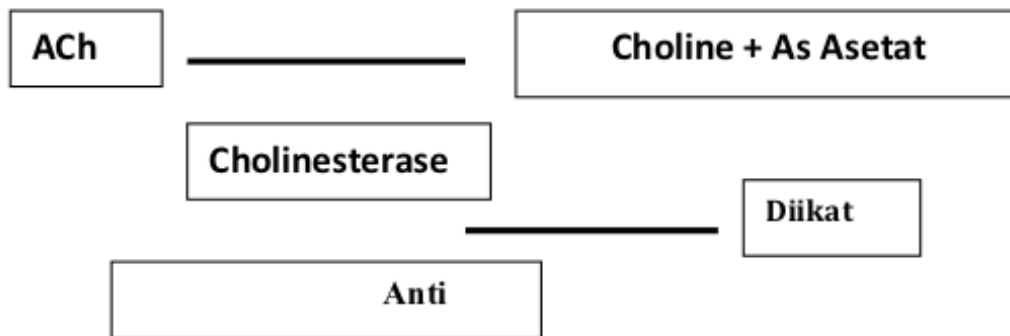 ACh
Choline + As Asetat
Cholinesterase
Diikat
Anti